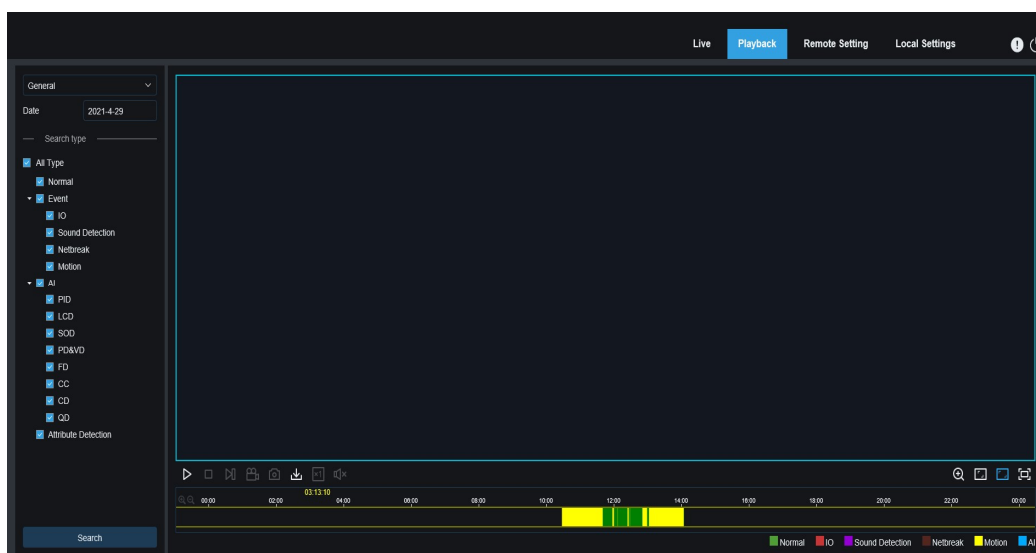 Live Playback Remote Setting Local Settings
General
Date 2021-4-29
Search type
All Type
Normal
Event
IO
Sound Detection
Netbreak
Motion
AI
PID
LCD
SOD
PD&VD
FD
CC
CD
QD
Attribute Detection
Search
×1
03:13:10
00:00 02:00 04:00 06:00 08:00 10:00 12:00 14:00 16:00 18:00 20:00 22:00 00:00
Normal IO Sound Detection Netbreak Motion AI